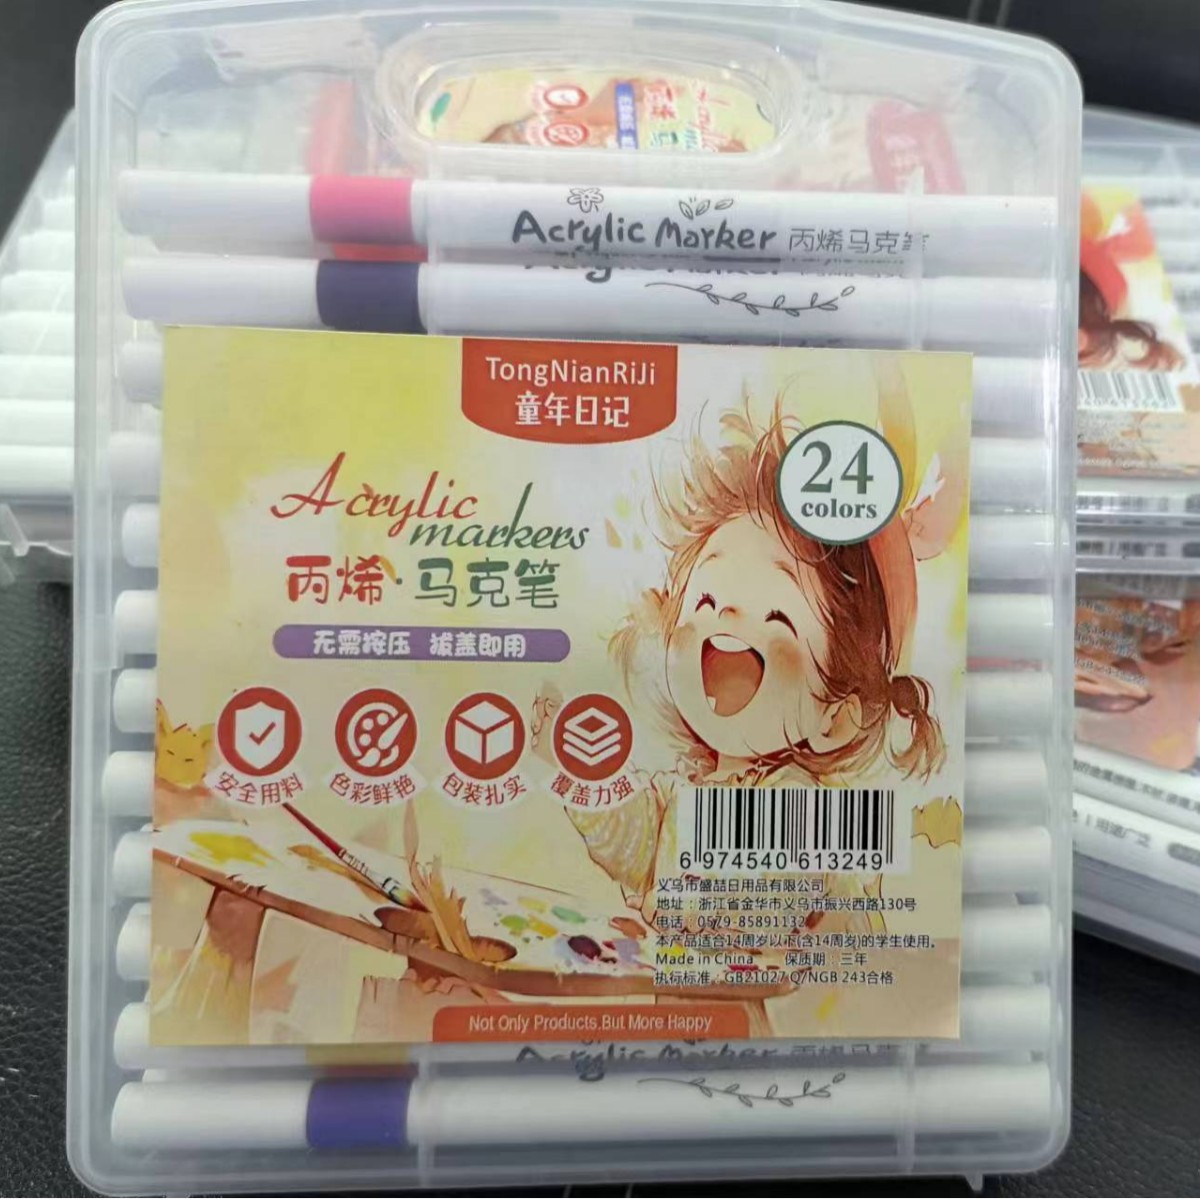 Acrylic Marker 丙烯马克笔
TongNianRiJi
童年日记
24
colors
Acrylic
markers
丙烯·马克笔
无需按压 拔盖即用
安全用料 色彩鲜艳 包装扎实 覆盖力强
6 974540 613249
义乌市盛喆日用品有限公司
地址：浙江省金华市义乌市振兴西路130号
电话：0579-85891132
本产品适合14周岁以下(含14周岁)的学生使用。
Made in China 保质期：三年
执行标准：GB21027 Q/NGB 243合格
Not Only Products.But More Happy
Acrylic Marker 丙烯马克笔
用途广泛